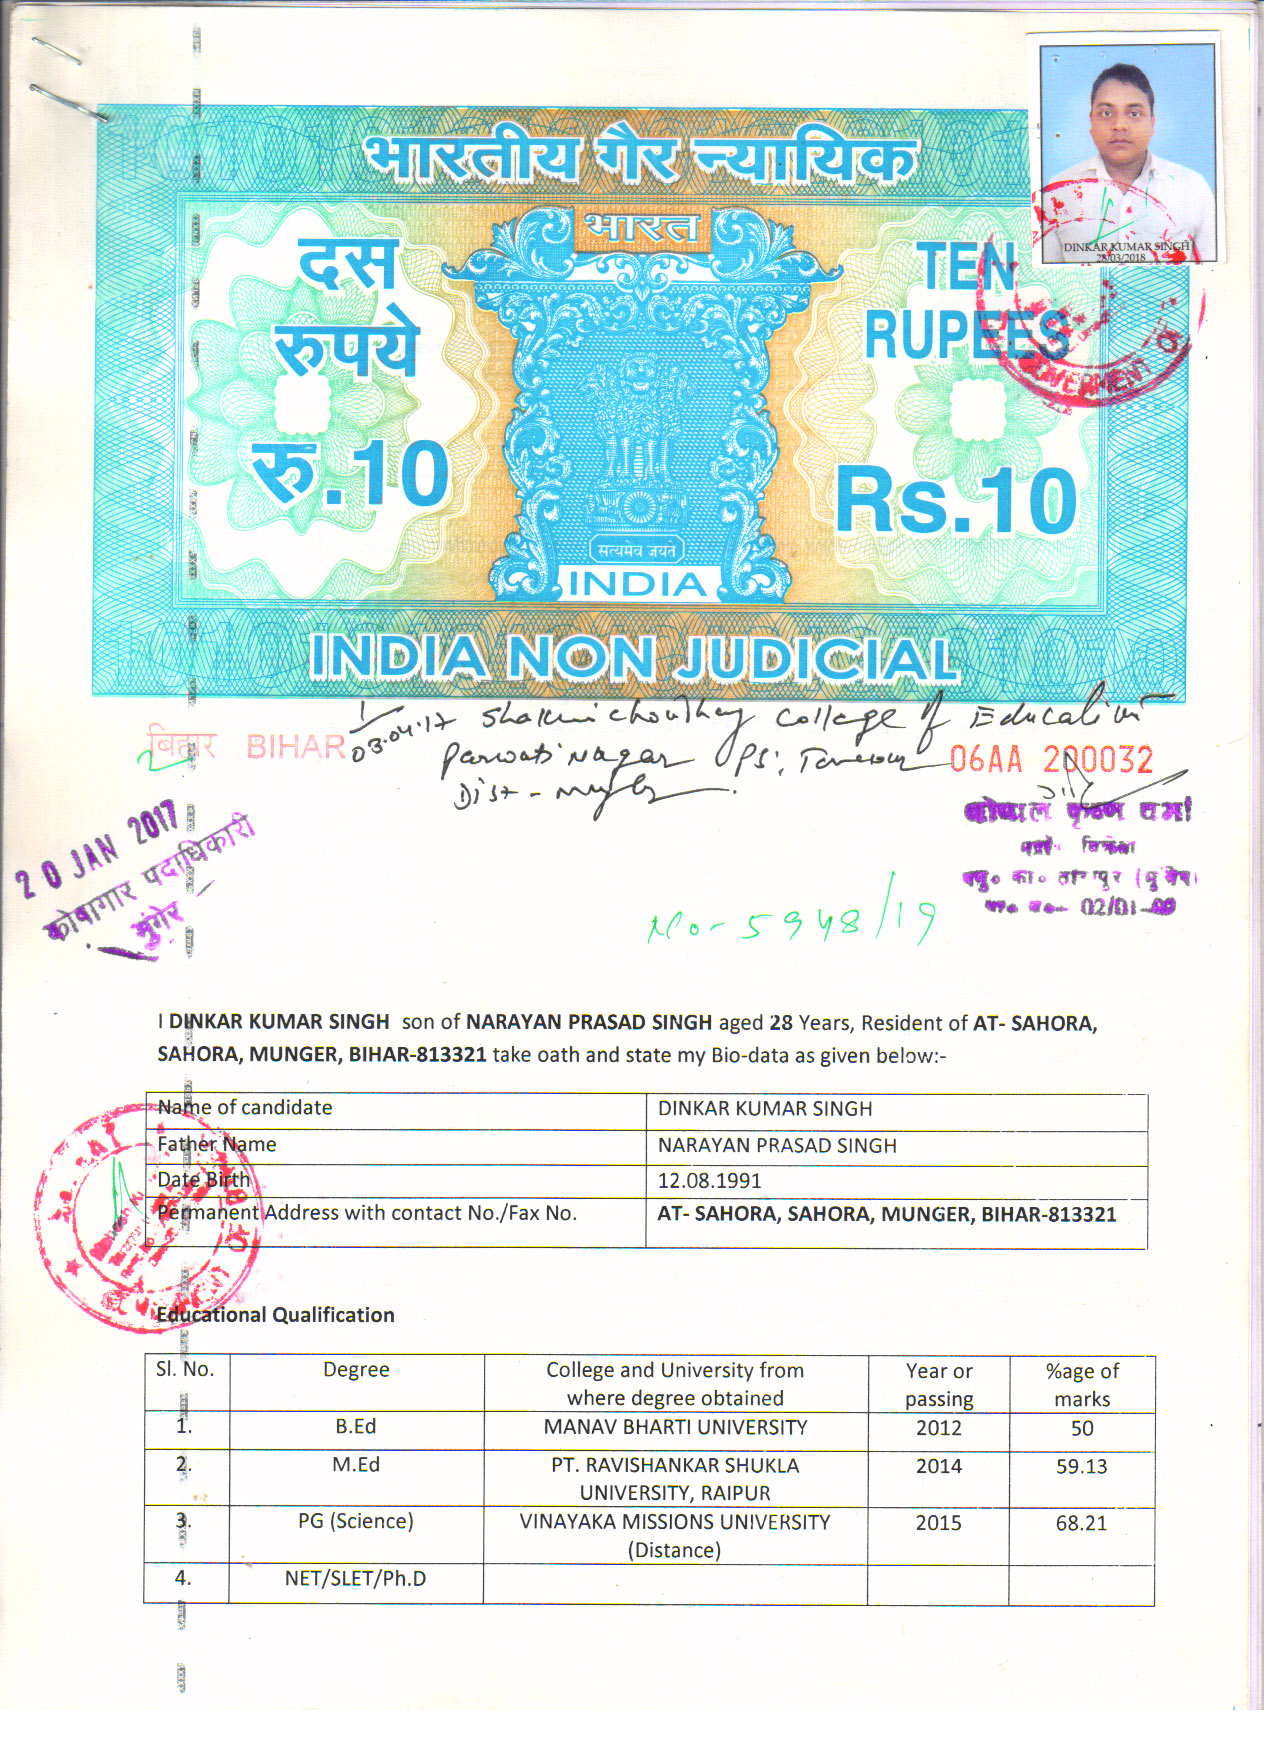 भारतीय गैर न्यायिक
भारत
दस
रुपये
रु.10
TEN
RUPEES
Rs.10
DINKAR KUMAR SINGH
28/03/2018
सत्यमेव जयते
INDIA
INDIA NON JUDICIAL
03.04.17 College of Education
बिहार BIHAR
06AA 200032
Dist -
20 JAN 2017
कोषागार पदाधिकारी
मुंगेर
गोपाल कृष्ण वर्मा
02/01-00
No- 5948/19
I DINKAR KUMAR SINGH son of NARAYAN PRASAD SINGH aged 28 Years, Resident of AT- SAHORA,
SAHORA, MUNGER, BIHAR-813321 take oath and state my Bio-data as given below:-
Name of candidate DINKAR KUMAR SINGH
Father Name NARAYAN PRASAD SINGH
Date Birth 12.08.1991
Permanent Address with contact No./Fax No. AT- SAHORA, SAHORA, MUNGER, BIHAR-813321
Educational Qualification
Sl. No. Degree College and University from where degree obtained Year or passing %age of marks
1. B.Ed MANAV BHARTI UNIVERSITY 2012 50
2. M.Ed PT. RAVISHANKAR SHUKLA UNIVERSITY, RAIPUR 2014 59.13
3. PG (Science) VINAYAKA MISSIONS UNIVERSITY (Distance) 2015 68.21
4. NET/SLET/Ph.D